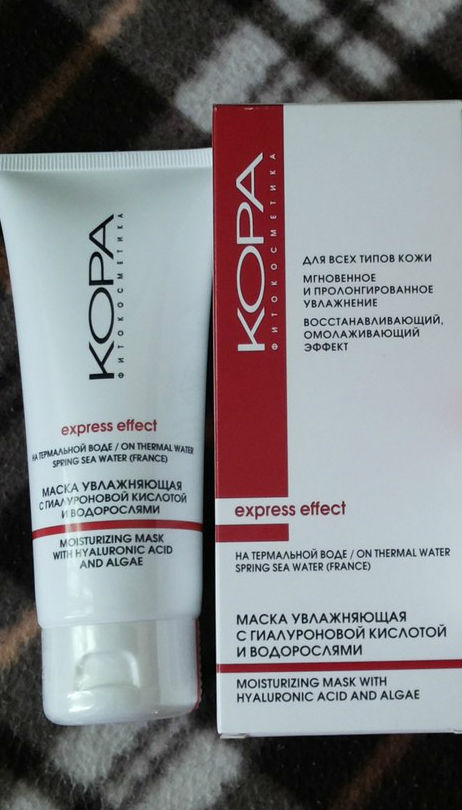 КОРА
ФИТОКОСМЕТИКА
express effect
НА ТЕРМАЛЬНОЙ ВОДЕ / ON THERMAL WATER
SPRING SEA WATER (FRANCE)
МАСКА УВЛАЖНЯЮЩАЯ
С ГИАЛУРОНОВОЙ КИСЛОТОЙ
И ВОДОРОСЛЯМИ
MOISTURIZING MASK
WITH HYALURONIC ACID
AND ALGAE
КОРА
ФИТОКОСМЕТИКА
ДЛЯ ВСЕХ ТИПОВ КОЖИ
МГНОВЕННОЕ
И ПРОЛОНГИРОВАННОЕ
УВЛАЖНЕНИЕ
ВОССТАНАВЛИВАЮЩИЙ,
ОМОЛАЖИВАЮЩИЙ
ЭФФЕКТ
express effect
НА ТЕРМАЛЬНОЙ ВОДЕ / ON THERMAL WATER
SPRING SEA WATER (FRANCE)
МАСКА УВЛАЖНЯЮЩАЯ
С ГИАЛУРОНОВОЙ КИСЛОТОЙ
И ВОДОРОСЛЯМИ
MOISTURIZING MASK WITH
HYALURONIC ACID AND ALGAE